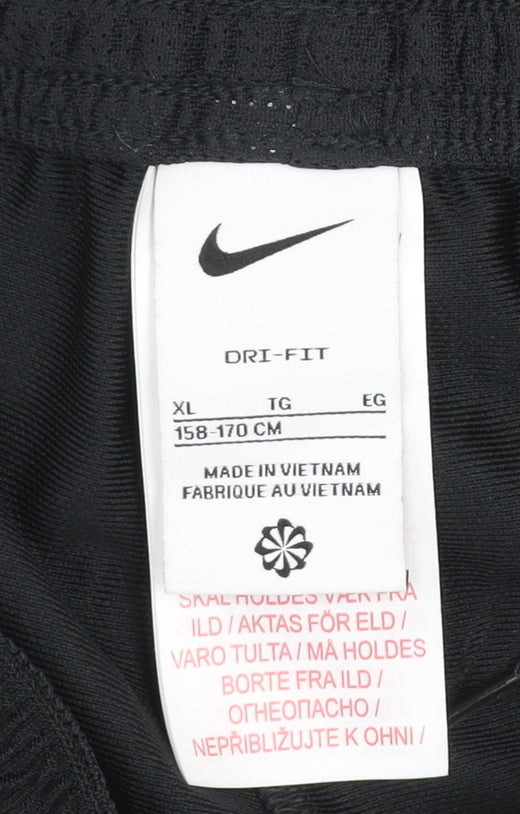 DRI-FIT
XL TG EG
158-170 CM
MADE IN VIETNAM
FABRIQUE AU VIETNAM
SKAL HOLDES VÆK FRA
ILD / AKTAS FÖR ELD /
VARO TULTA / MÅ HOLDES
BORTE FRA ILD /
ОГНЕОПАСНО /
NEPŘIBLIŽUJTE K OHNI /